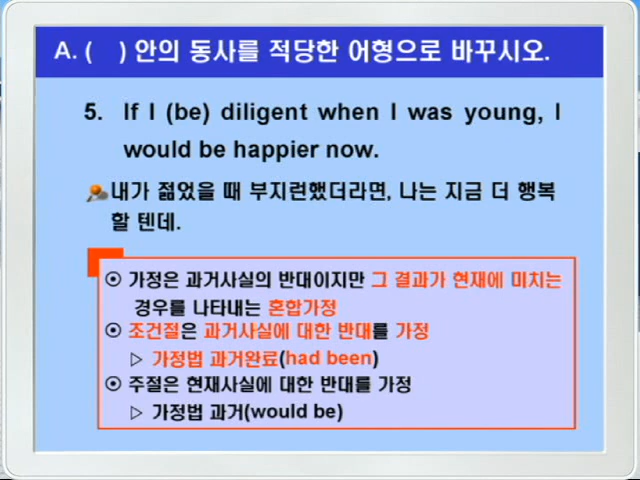 A. ( ) 안의 동사를 적당한 어형으로 바꾸시오.
5. If I (be) diligent when I was young, I
would be happier now.
내가 젊었을 때 부지런했더라면, 나는 지금 더 행복
할 텐데.
⊙ 가정은 과거사실의 반대이지만 그 결과가 현재에 미치는
경우를 나타내는 혼합가정
⊙ 조건절은 과거사실에 대한 반대를 가정
▷ 가정법 과거완료(had been)
⊙ 주절은 현재사실에 대한 반대를 가정
▷ 가정법 과거(would be)